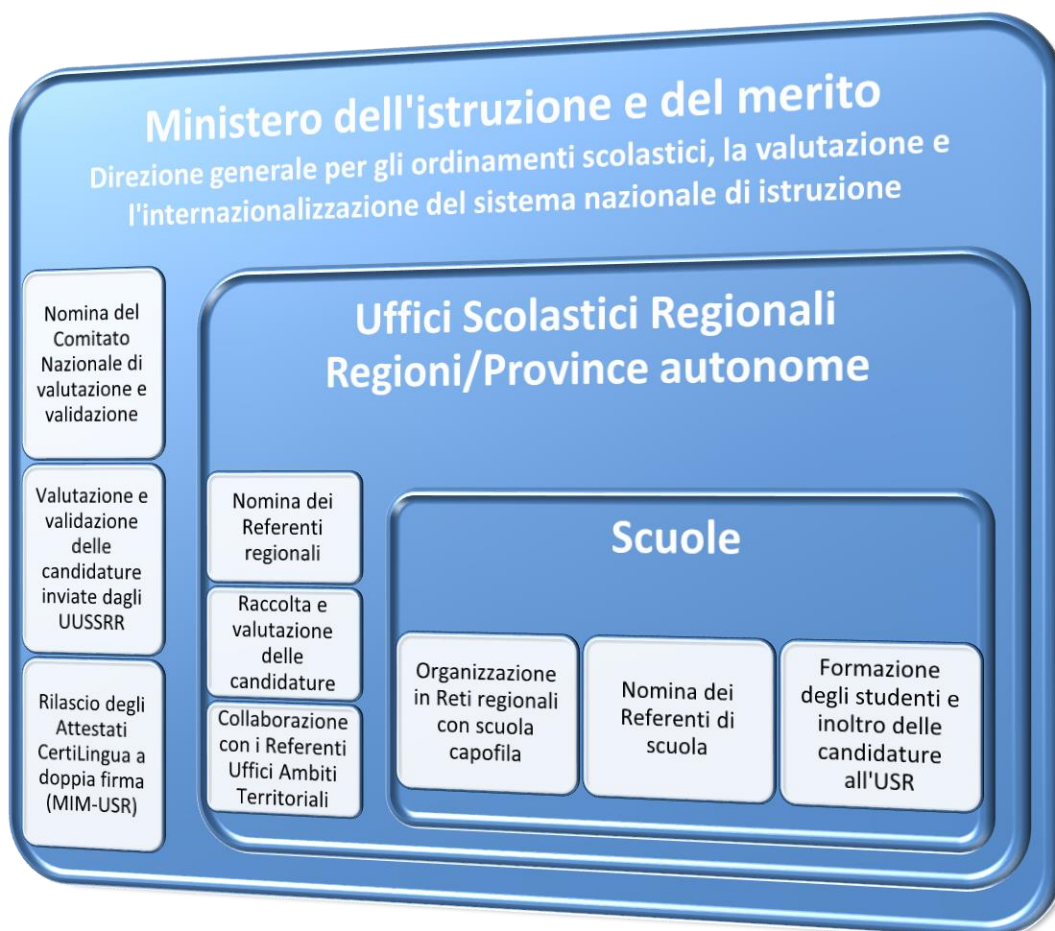 Ministero dell'istruzione e del merito
Direzione generale per gli ordinamenti scolastici, la valutazione e
l'internazionalizzazione del sistema nazionale di istruzione
Nomina del
Comitato
Nazionale di
valutazione e
validazione
Valutazione e
validazione
delle
candidature
inviate dagli
UUSSRR
Rilascio degli
Attestati
CertiLingua a
doppia firma
(MIM-USR)
Uffici Scolastici Regionali
Regioni/Province autonome
Nomina dei
Referenti
regionali
Raccolta e
valutazione
delle
candidature
Collaborazione
con i Referenti
Uffici Ambiti
Territoriali
Scuole
Organizzazione
in Reti regionali
con scuola
capofila
Nomina dei
Referenti di
scuola
Formazione
degli studenti e
inoltro delle
candidature
all'USR